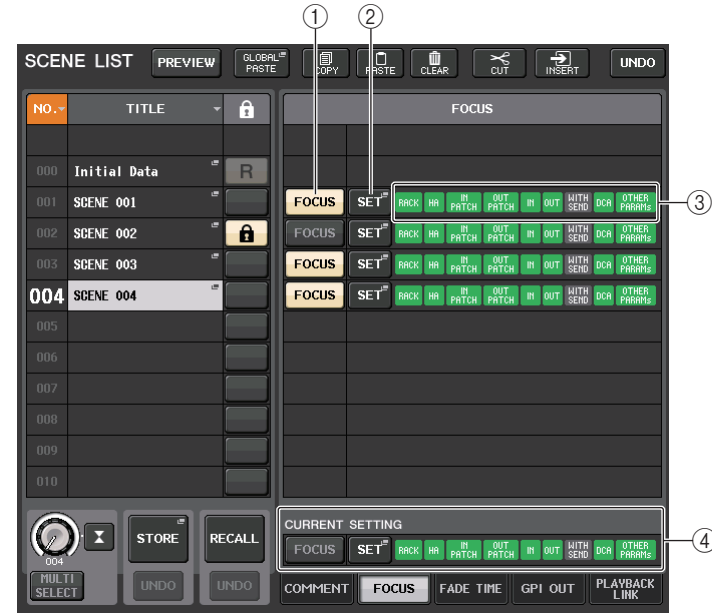 ① ②
SCENE LIST PREVIEW GLOBAL PASTE COPY PASTE CLEAR CUT INSERT UNDO
NO. TITLE FOCUS
000 Initial Data R
001 SCENE 001 FOCUS SET RACK HA IN PATCH OUT PATCH IN OUT WITH SEND DCA OTHER PARAMs ③
002 SCENE 002 FOCUS SET RACK HA IN PATCH OUT PATCH IN OUT WITH SEND DCA OTHER PARAMs
003 SCENE 003 FOCUS SET RACK HA IN PATCH OUT PATCH IN OUT WITH SEND DCA OTHER PARAMs
004 SCENE 004 FOCUS SET RACK HA IN PATCH OUT PATCH IN OUT WITH SEND DCA OTHER PARAMs
005
006
007
008
009
010
CURRENT SETTING
STORE RECALL FOCUS SET RACK HA IN PATCH OUT PATCH IN OUT WITH SEND DCA OTHER PARAMs ④
004
MULTI SELECT UNDO UNDO COMMENT FOCUS FADE TIME GPI OUT PLAYBACK LINK